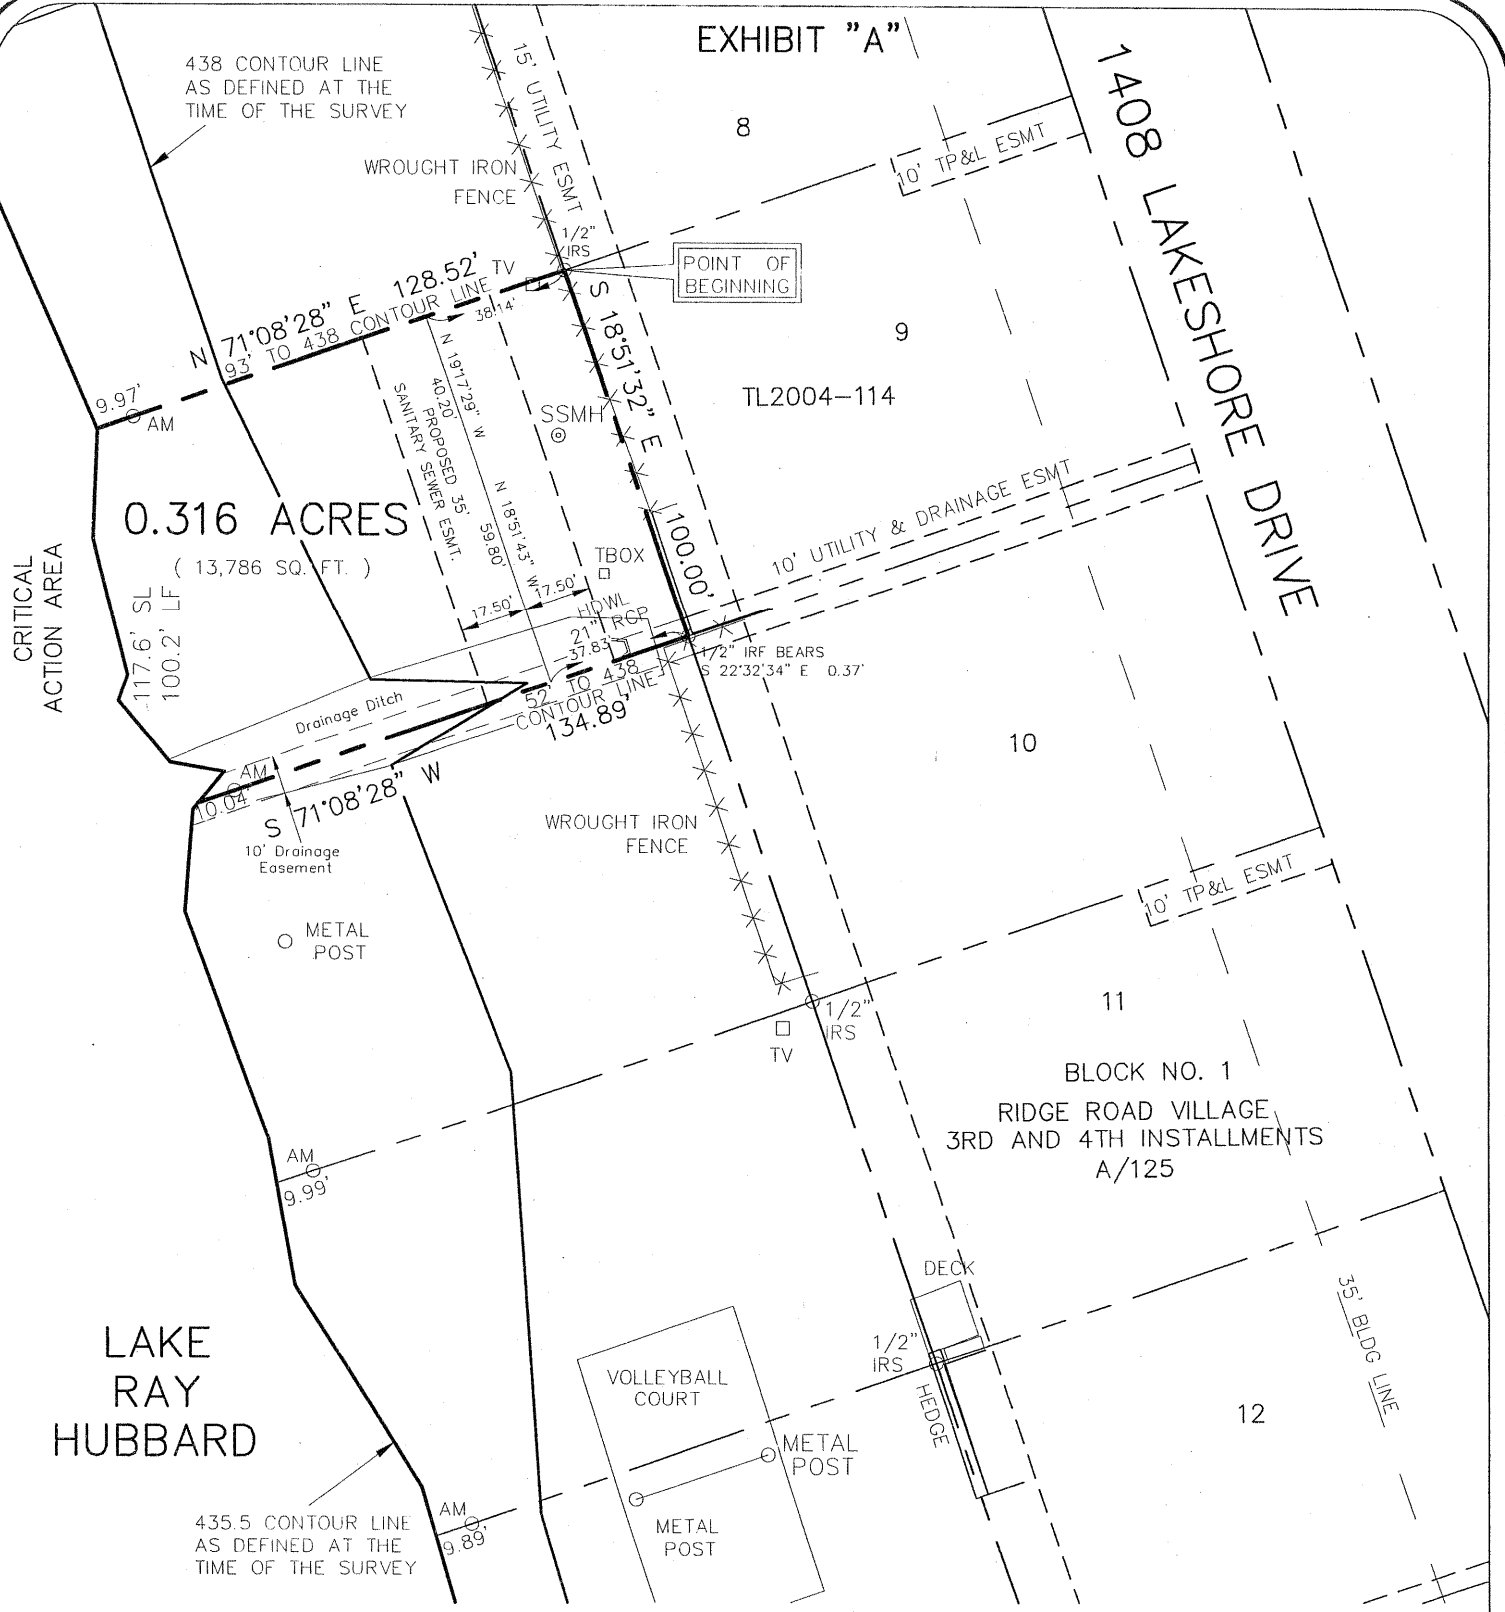 EXHIBIT "A"
438 CONTOUR LINE
AS DEFINED AT THE
TIME OF THE SURVEY
15' UTILITY ESMT
8
1408 LAKESHORE DRIVE
10' TP&L ESMT
WROUGHT IRON
FENCE
1/2"
IRS
TV
POINT OF
BEGINNING
N 71°08'28" E 128.52'
93' TO 438 CONTOUR LINE
38.14'
S 18°51'32" E
100.00'
9
TL2004-114
9.97'
AM
N 19°17'29" W
40.20'
PROPOSED 35'
SANITARY SEWER ESMT.
SSMH
N 18°51'43" W
59.80'
0.316 ACRES
( 13,786 SQ. FT. )
CRITICAL
ACTION AREA
117.6' SL
100.2' LF
TBOX
17.50'
17.50'
HDWL
21" RCP
37.83'
10' UTILITY & DRAINAGE ESMT
1/2" IRF BEARS
S 22°32'34" E 0.37'
52' TO 438
CONTOUR LINE
134.89'
Drainage Ditch
AM
10.04'
S 71°08'28" W
10' Drainage
Easement
10
WROUGHT IRON
FENCE
METAL
POST
10' TP&L ESMT
1/2"
IRS
TV
11
BLOCK NO. 1
RIDGE ROAD VILLAGE
3RD AND 4TH INSTALLMENTS
A/125
AM
9.99'
DECK
1/2"
IRS
HEDGE
35' BLDG LINE
LAKE
RAY
HUBBARD
VOLLEYBALL
COURT
12
METAL
POST
METAL
POST
AM
9.89'
435.5 CONTOUR LINE
AS DEFINED AT THE
TIME OF THE SURVEY